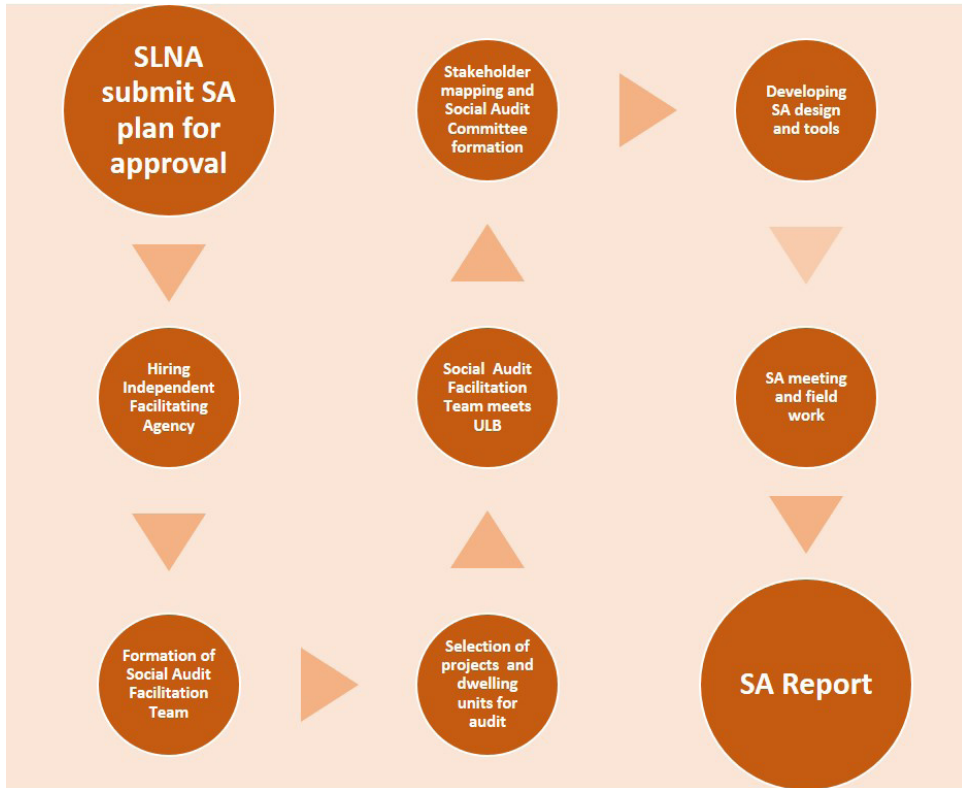 SLNA
submit SA
plan for
approval
Hiring
Independent
Facilitating
Agency
Formation of
Social Audit
Facilitation
Team
Selection of
projects and
dwelling
units for
audit
Social Audit
Facilitation
Team meets
ULB
Stakeholder
mapping and
Social Audit
Committee
formation
Developing
SA design
and tools
SA meeting
and field
work
SA Report